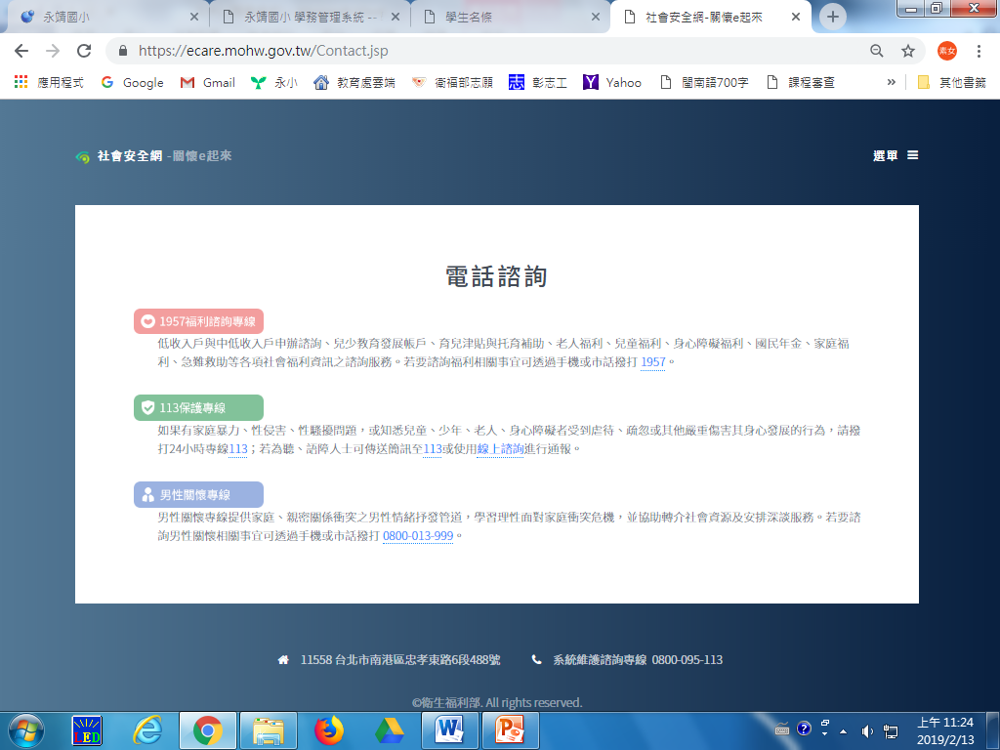 永靖國小
永靖國小 學務管理系統 --
學生名條
社會安全網-關懷e起來
https://ecare.mohw.gov.tw/Contact.jsp
素女
應用程式
Google
Gmail
永小
教育處雲端
衛福部志願
志
彰志工
Yahoo
閩南語700字
課程審查
»
其他書籤
社會安全網 -關懷e起來
選單
電話諮詢
1957福利諮詢專線
低收入戶與中低收入戶申辦諮詢、兒少教育發展帳戶、育兒津貼與托育補助、老人福利、兒童福利、身心障礙福利、國民年金、家庭福
利、急難救助等各項社會福利資訊之諮詢服務。若要諮詢福利相關事宜可透過手機或市話撥打 1957。
113保護專線
如果有家庭暴力、性侵害、性騷擾問題，或知悉兒童、少年、老人、身心障礙者受到虐待、疏忽或其他嚴重傷害其身心發展的行為，請撥
打24小時專線113；若為聽、語障人士可傳送簡訊至113或使用線上諮詢進行通報。
男性關懷專線
男性關懷專線提供家庭、親密關係衝突之男性情緒抒發管道，學習理性面對家庭衝突危機，並協助轉介社會資源及安排深談服務。若要諮
詢男性關懷相關事宜可透過手機或市話撥打 0800-013-999。
11558 台北市南港區忠孝東路6段488號
系統維護諮詢專線 0800-095-113
©衛生福利部. All rights reserved.
LED
上午 11:24
2019/2/13